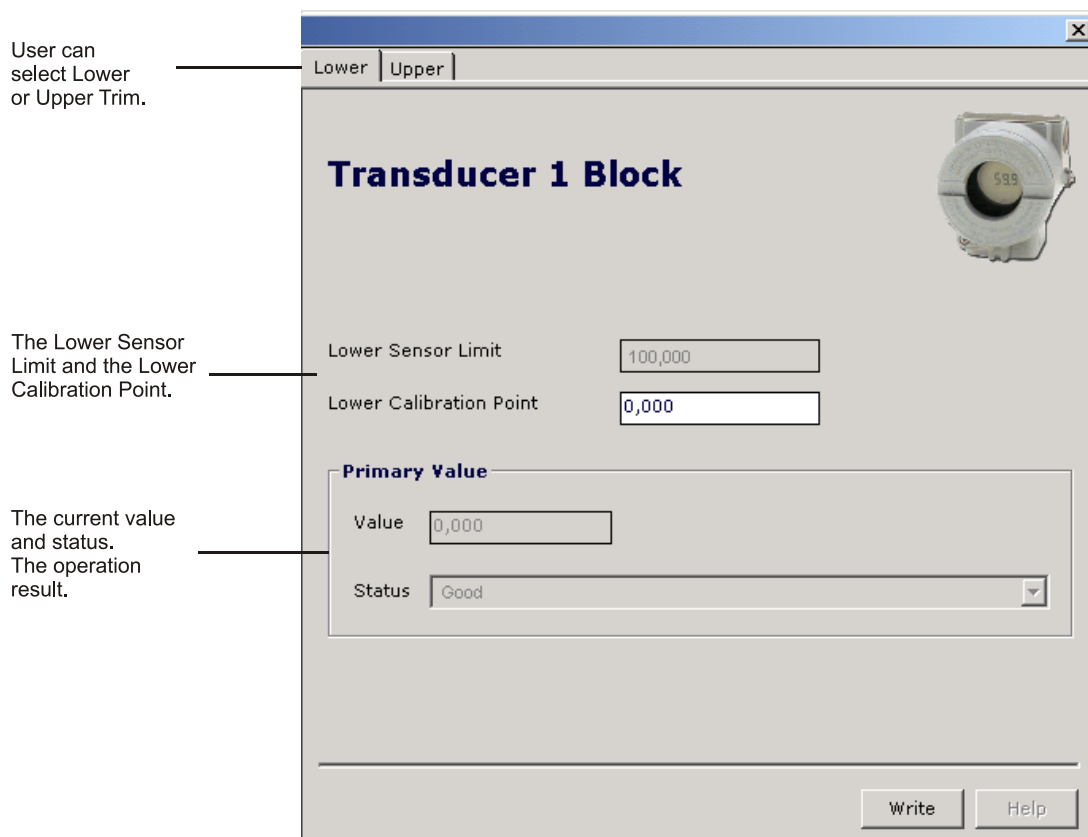 User can
select Lower
or Upper Trim.
Lower
Upper
Transducer 1 Block
59.9
The Lower Sensor
Limit and the Lower
Calibration Point.
Lower Sensor Limit
100,000
Lower Calibration Point
0,000
Primary Value
The current value
and status.
The operation
result.
Value
0,000
Status
Good
Write
Help